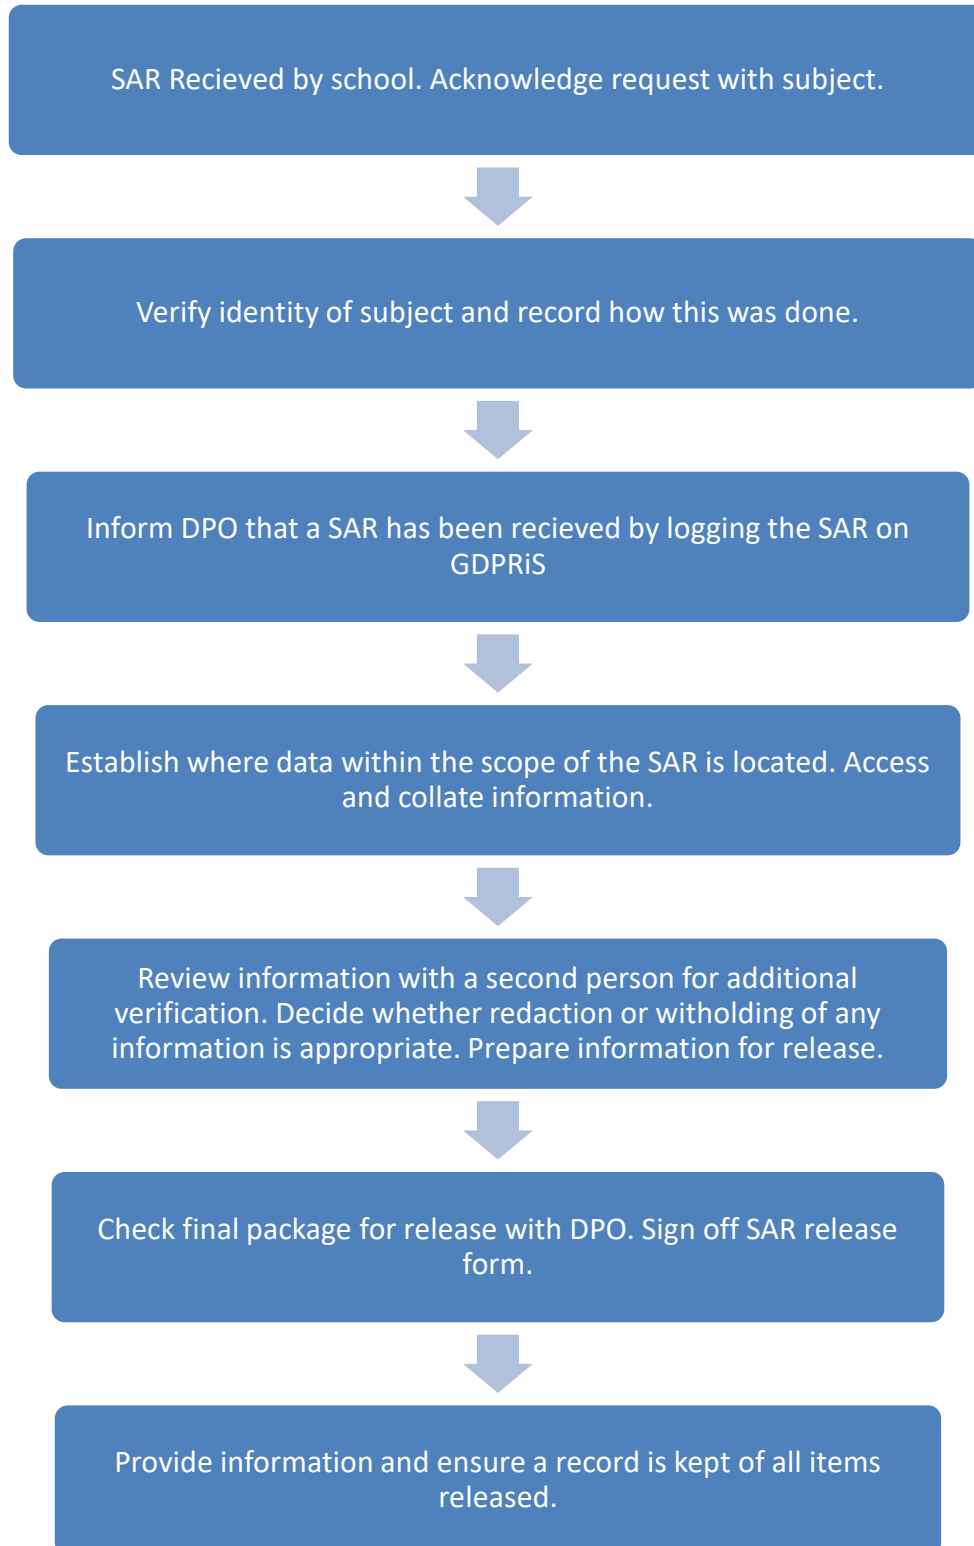 SAR Recieved by school. Acknowledge request with subject.
Verify identity of subject and record how this was done.
Inform DPO that a SAR has been recieved by logging the SAR on
GDPRiS
Establish where data within the scope of the SAR is located. Access
and collate information.
Review information with a second person for additional
verification. Decide whether redaction or witholding of any
information is appropriate. Prepare information for release.
Check final package for release with DPO. Sign off SAR release
form.
Provide information and ensure a record is kept of all items
released.